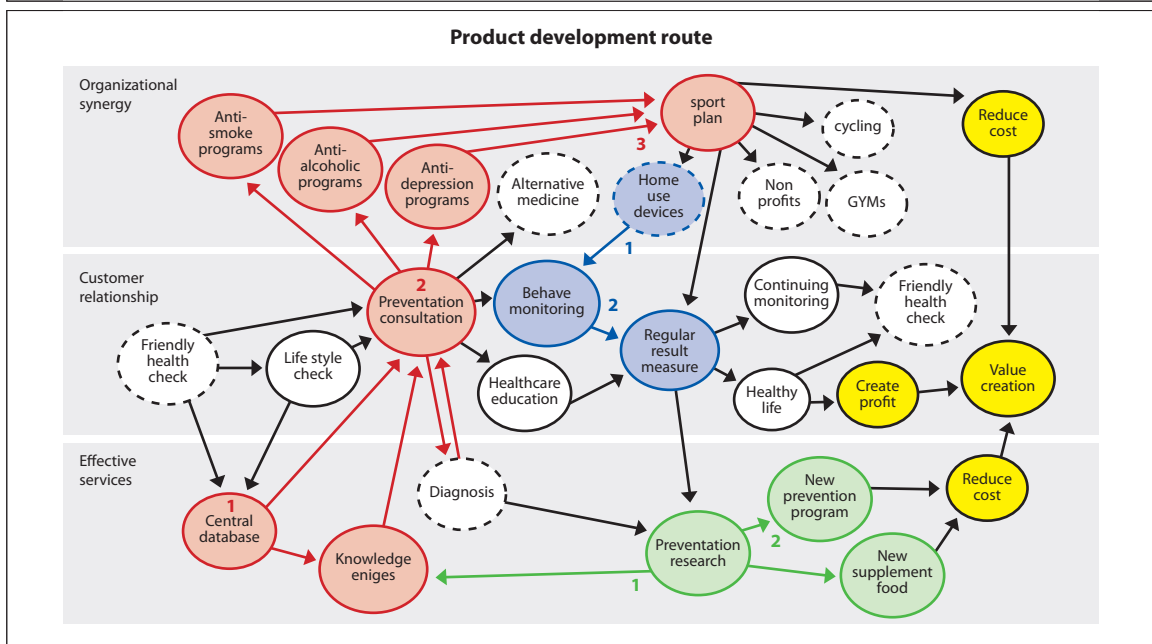 Product development route
Organizational
synergy
Anti-
smoke
programs
Anti-
alcoholic
programs
Anti-
depression
programs
Alternative
medicine
sport
plan
3
Home
use
devices
1
cycling
Non
profits
GYMs
Reduce
cost
Customer
relationship
Friendly
health
check
Life style
check
2
Preventation
consultation
Behave
monitoring
2
Healthcare
education
Regular
result
measure
Continuing
monitoring
Healthy
life
Friendly
health
check
Create
profit
Value
creation
Effective
services
1
Central
database
Knowledge
eniges
Diagnosis
Preventation
research
1
2
New
prevention
program
New
supplement
food
Reduce
cost